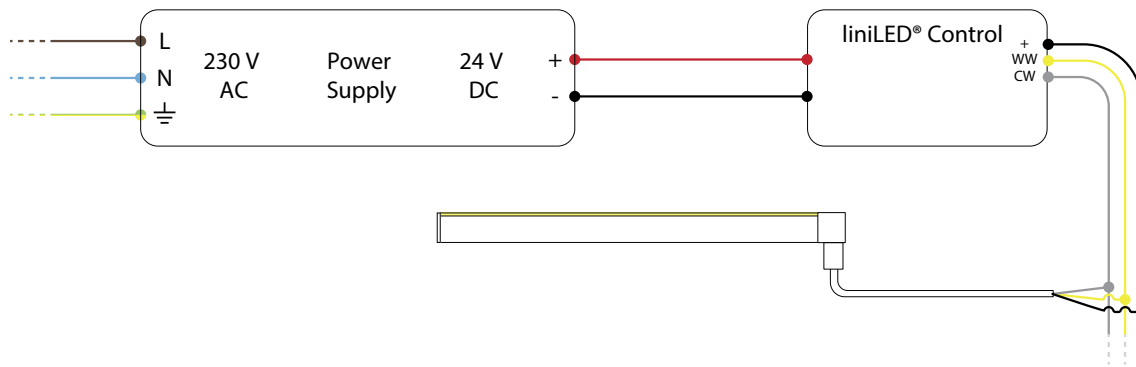 L
N
230 V
AC
Power
Supply
24 V
DC
+
-
liniLED® Control
+
WW
CW